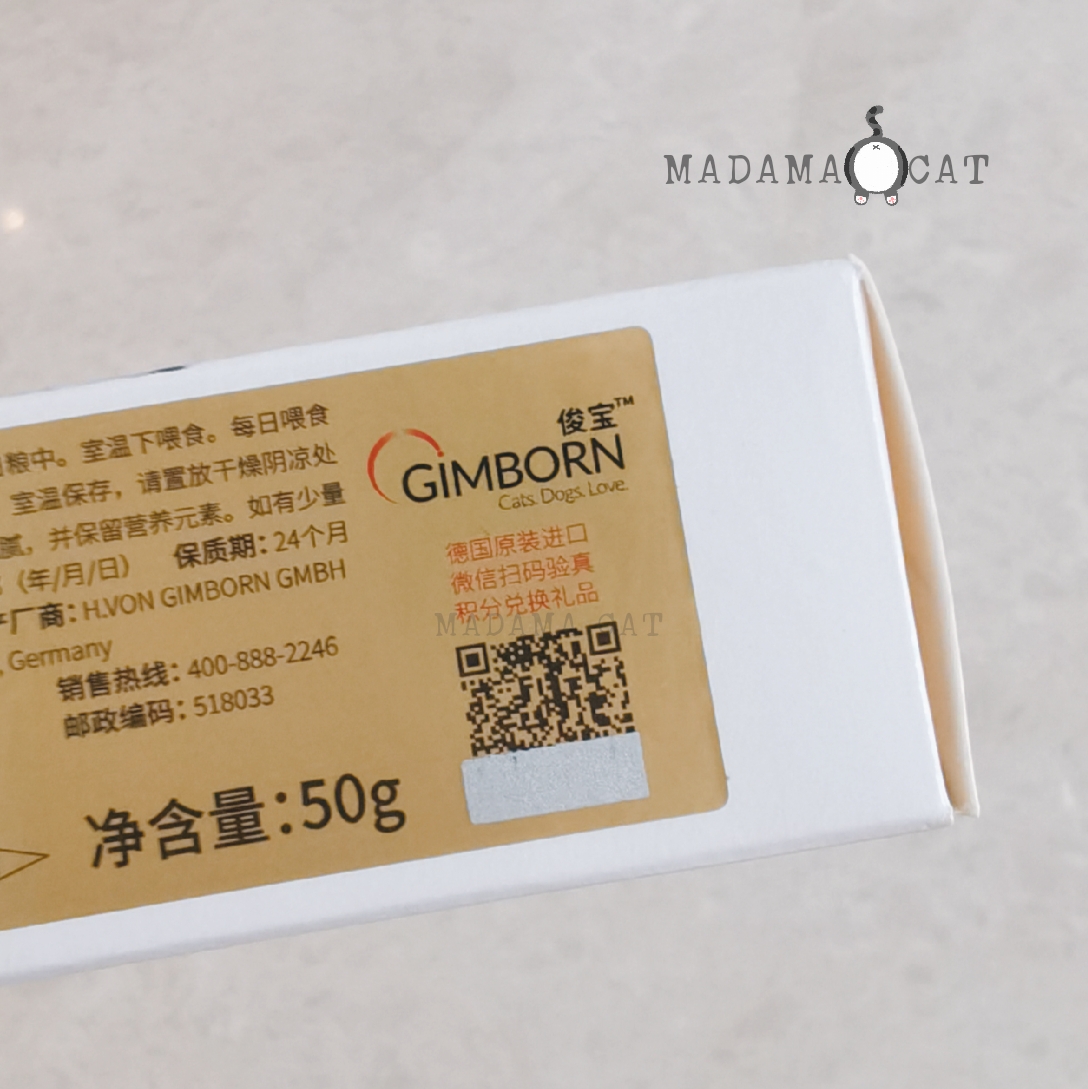 MADAMA CAT
粮中。室温下喂食。每日喂食
室温保存，请置放干燥阴凉处
腻，并保留营养元素。如有少量
（年/月/日） 保质期：24个月
厂商：H.VON GIMBORN GMBH
, Germany
销售热线：400-888-2246
邮政编码：518033
净含量：50g
俊宝™
GIMBORN
Cats. Dogs. Love.
德国原装进口
微信扫码验真
积分兑换礼品
MADAMA CAT